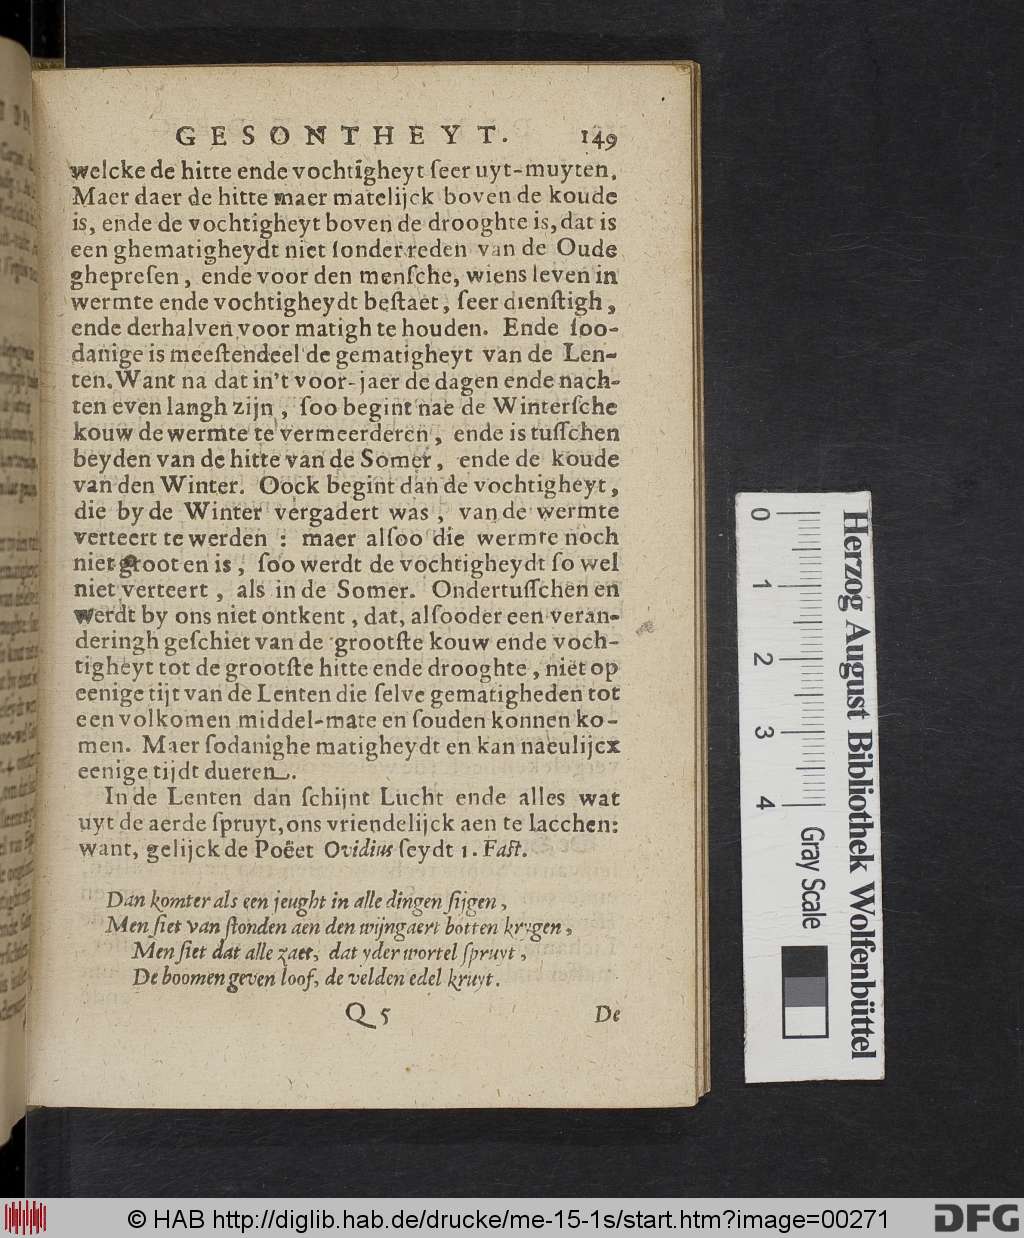 GESONTHEYT. 149
welcke de hitte ende vochtigheyt ſeer uyt-muyten.
Maer daer de hitte maer matelijck boven de koude
is, ende de vochtigheyt boven de drooghte is, dat is
een ghematigheydt niet ſonder reden van de Oude
ghepreſen, ende voor den menſche, wiens leven in
wermte ende vochtigheydt beſtaet, ſeer dienſtigh,
ende derhalven voor matigh te houden. Ende ſoo-
danige is meeſtendeel de gematigheyt van de Len-
ten. Want na dat in't voor-jaer de dagen ende nach-
ten even langh zijn, ſoo begint nae de Winterſche
kouw de wermte te vermeerderen, ende is tuſſchen
beyden van de hitte van de Somer, ende de koude
van den Winter. Oock begint dan de vochtigheyt,
die by de Winter vergadert was, van de wermte
verteert te werden : maer alſoo die wermte noch
niet groot en is, ſoo werdt de vochtigheydt ſo wel
niet verteert, als in de Somer. Ondertuſſchen en
werdt by ons niet ontkent, dat, alſooder een veran-
deringh geſchiet van de grootſte kouw ende voch-
tigheyt tot de grootſte hitte ende drooghte, niet op
eenige tijt van de Lenten die ſelve gematigheden tot
een volkomen middel-mate en ſouden konnen ko-
men. Maer ſodanighe matigheydt en kan naeulijcx
eenige tijdt dueren.
In de Lenten dan ſchijnt Lucht ende alles wat
uyt de aerde ſpruyt, ons vriendelijck aen te lacchen:
want, gelijck de Poëet Ovidius ſeydt 1. Faſt.
Dan komter als een jeught in alle dingen ſijgen,
Men ſiet van ſtonden aen den wijngaert botten krygen,
Men ſiet dat alle zaet, dat yder wortel ſpruyt,
De boomen geven loof, de velden edel kruyt.
Q 5 De
0 1 2 3 4
Gray Scale
Herzog August Bibliothek Wolfenbüttel
© HAB http://diglib.hab.de/drucke/me-15-1s/start.htm?image=00271
DFG